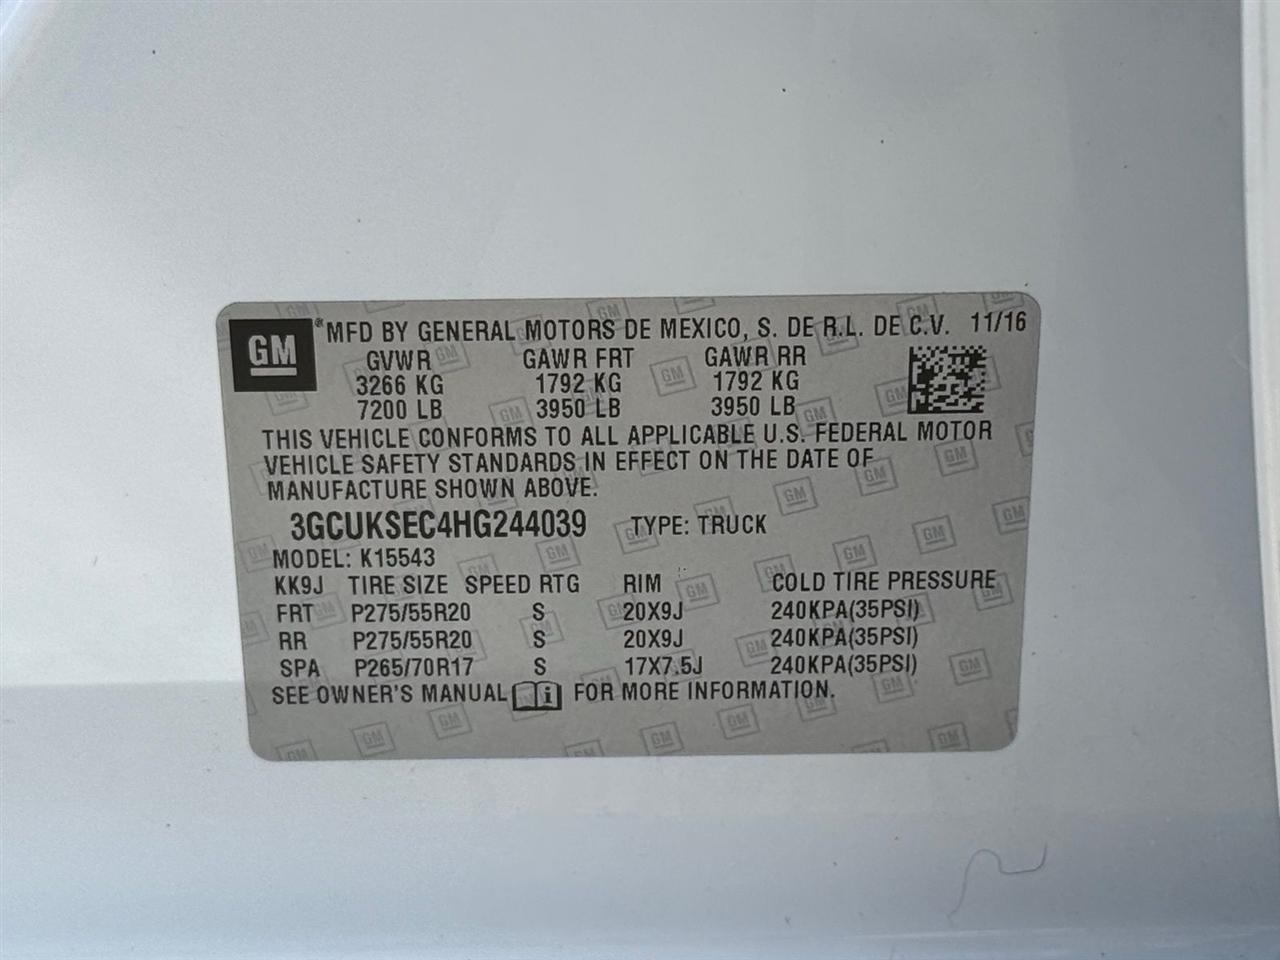 GM *MFD BY GENERAL MOTORS DE MEXICO, S. DE R.L. DE C.V. 11/16
GVWR GAWR FRT GAWR RR
3266 KG 1792 KG 1792 KG
7200 LB 3950 LB 3950 LB
THIS VEHICLE CONFORMS TO ALL APPLICABLE U.S. FEDERAL MOTOR
VEHICLE SAFETY STANDARDS IN EFFECT ON THE DATE OF
MANUFACTURE SHOWN ABOVE.
3GCUKSEC4HG244039 TYPE: TRUCK
MODEL: K15543
KK9J TIRE SIZE SPEED RTG RIM COLD TIRE PRESSURE
FRT P275/55R20 S 20X9J 240KPA(35PSI)
RR P275/55R20 S 20X9J 240KPA(35PSI)
SPA P265/70R17 S 17X7.5J 240KPA(35PSI)
SEE OWNER'S MANUAL i FOR MORE INFORMATION.